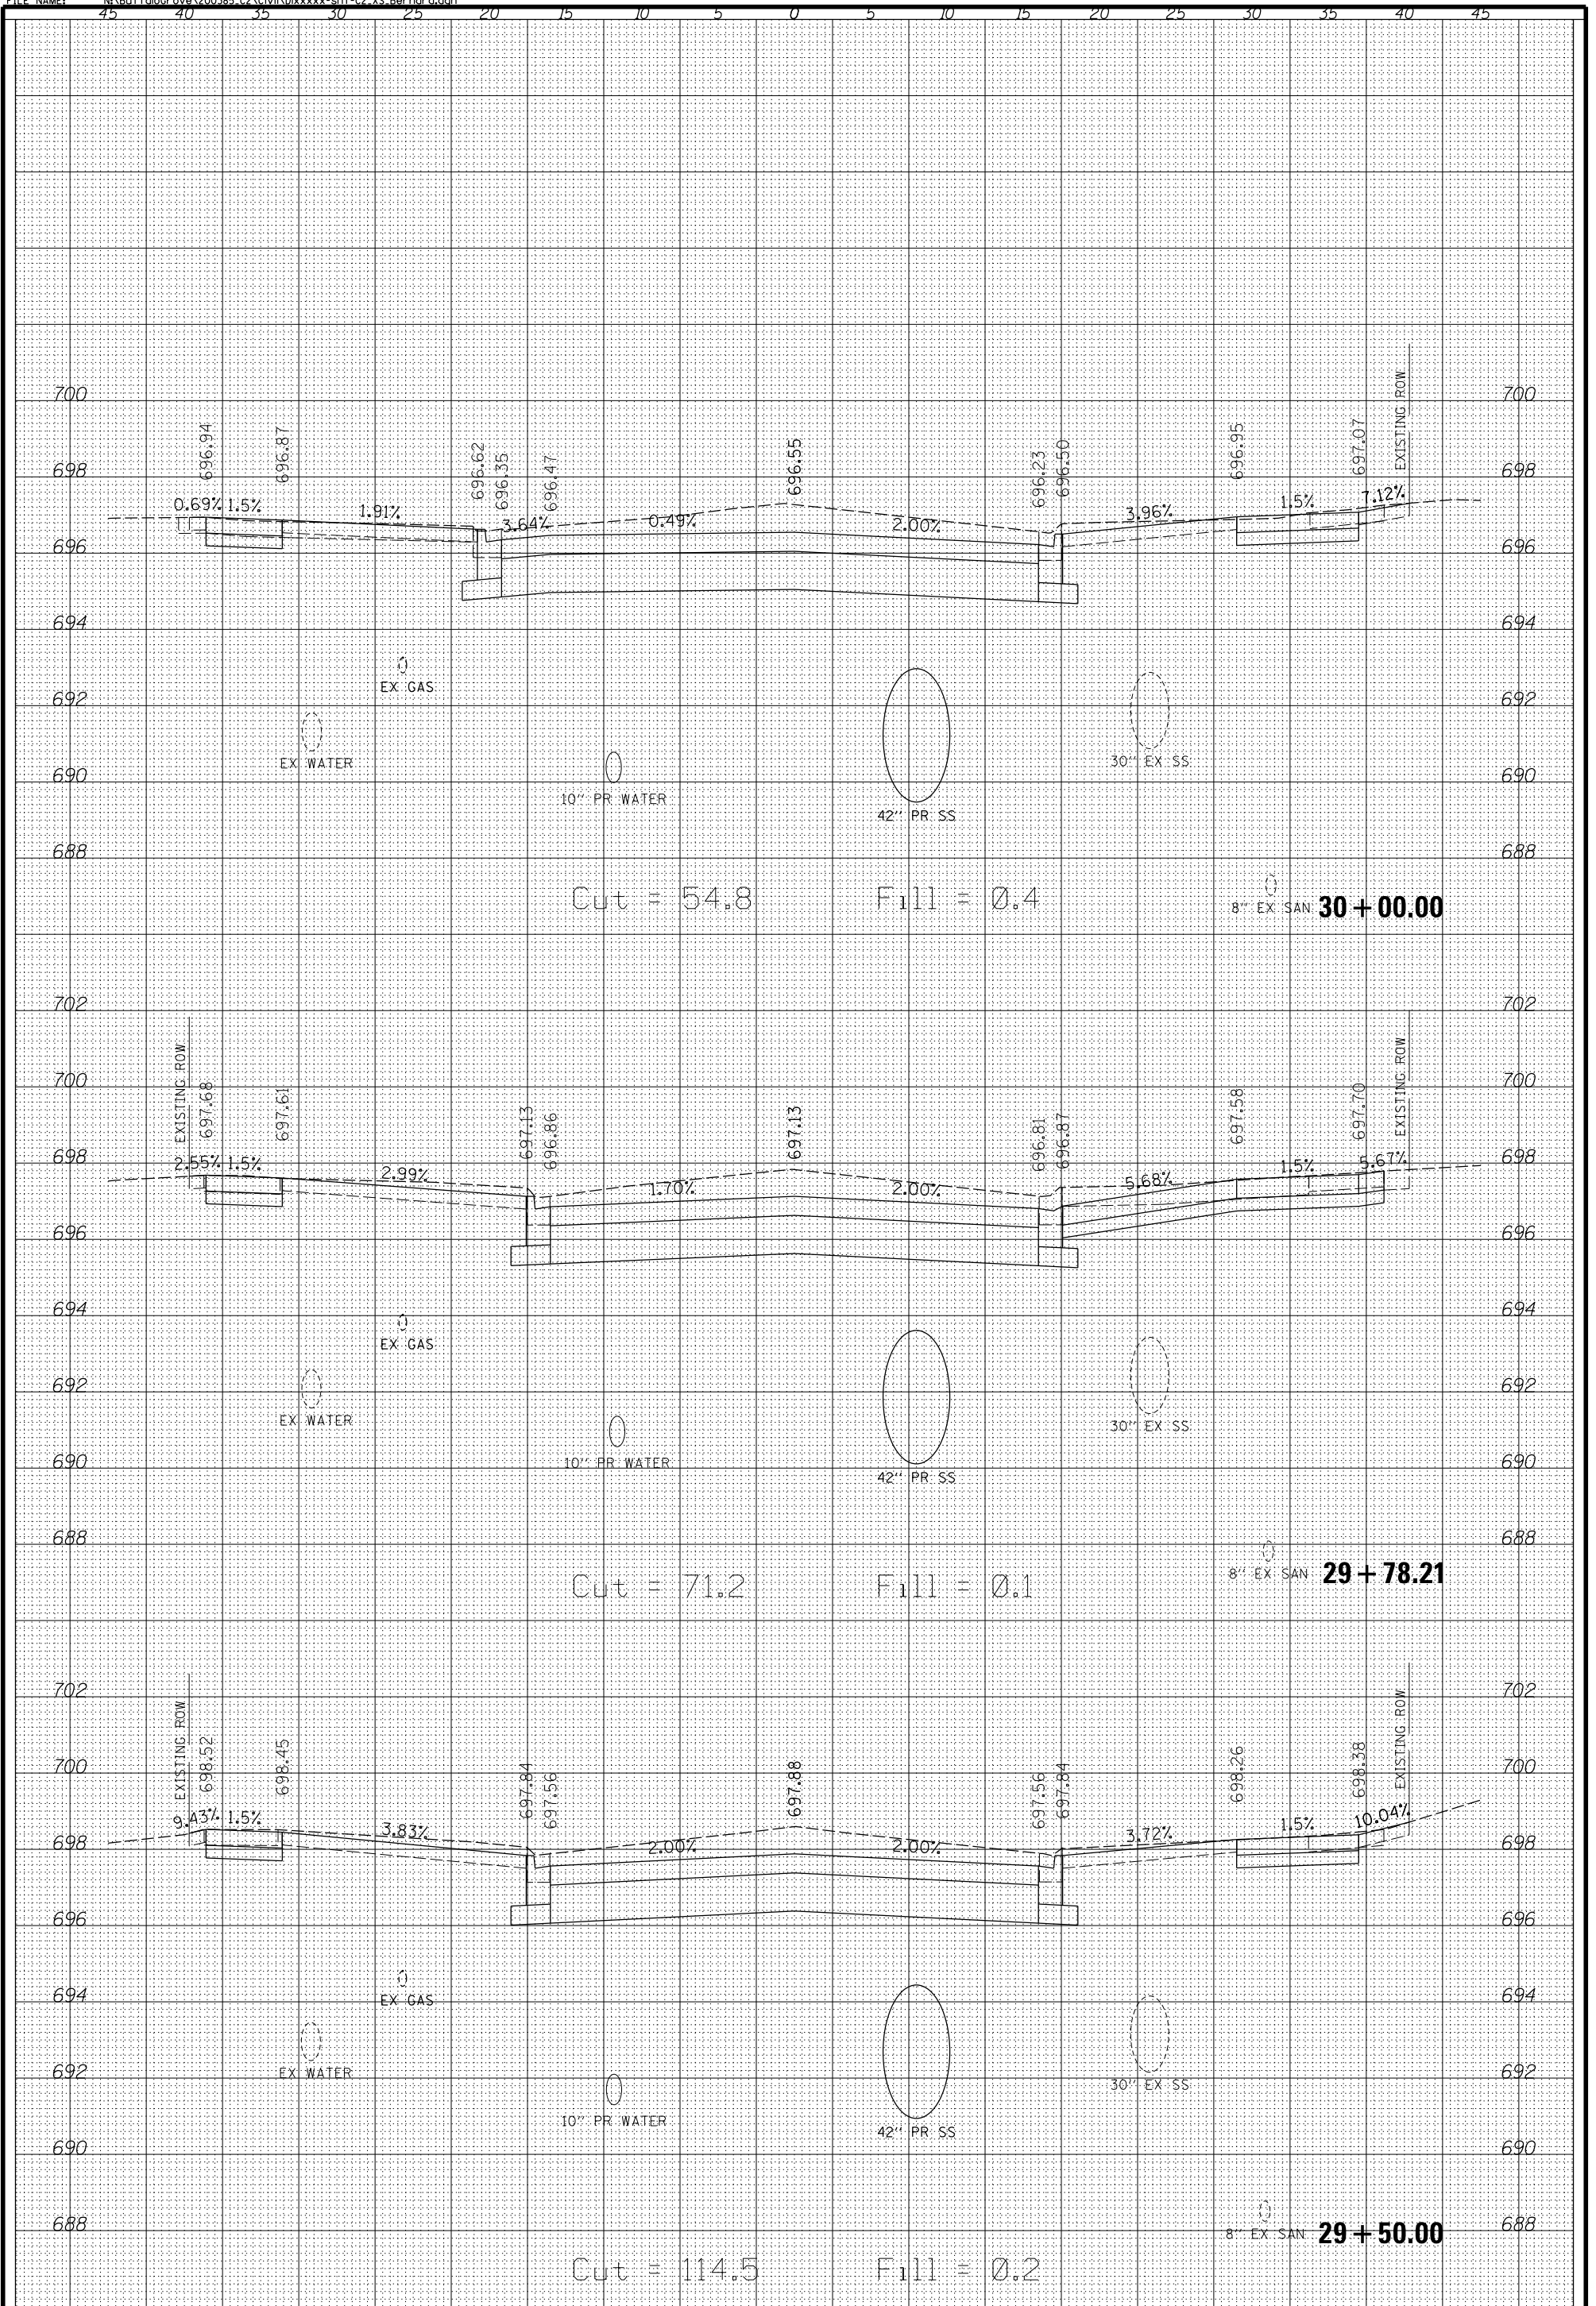 FILE NAME:
45 40 35 30 25 20 15 10 5 0 5 10 15 20 25 30 35 40 45
700 700
EXISTING ROW
696.94 696.87 696.62 696.35 696.47 696.55 696.23 696.50 696.95 697.07
698 698
0.69% 1.5% 1.91% 3.64% 0.49% 2.00% 3.96% 1.5% 7.12%
696 696
694 694
EX GAS
692 692
EX WATER 30" EX SS
690 690
10" PR WATER
42" PR SS
688 688
Cut = 54.8 Fill = 0.4
8" EX SAN 30+00.00
702 702
EXISTING ROW EXISTING ROW
700 700
697.68 697.61 697.13 696.86 697.13 696.81 696.87 697.58 697.70
698 698
2.55% 1.5% 2.99% 1.70% 2.00% 5.68% 1.5% 5.67%
696 696
694 694
EX GAS
692 692
EX WATER 30" EX SS
690 690
10" PR WATER
42" PR SS
688 688
8" EX SAN 29+78.21
Cut = 71.2 Fill = 0.1
702 702
EXISTING ROW EXISTING ROW
700 700
698.52 698.45 697.84 697.56 697.88 697.56 697.84 698.26 698.38
9.43% 1.5% 3.83% 2.00% 2.00% 3.72% 1.5% 10.04%
698 698
696 696
694 694
EX GAS
692 692
EX WATER 30" EX SS
10" PR WATER
42" PR SS
690 690
688 688
8" EX SAN 29+50.00
Cut = 114.5 Fill = 0.2